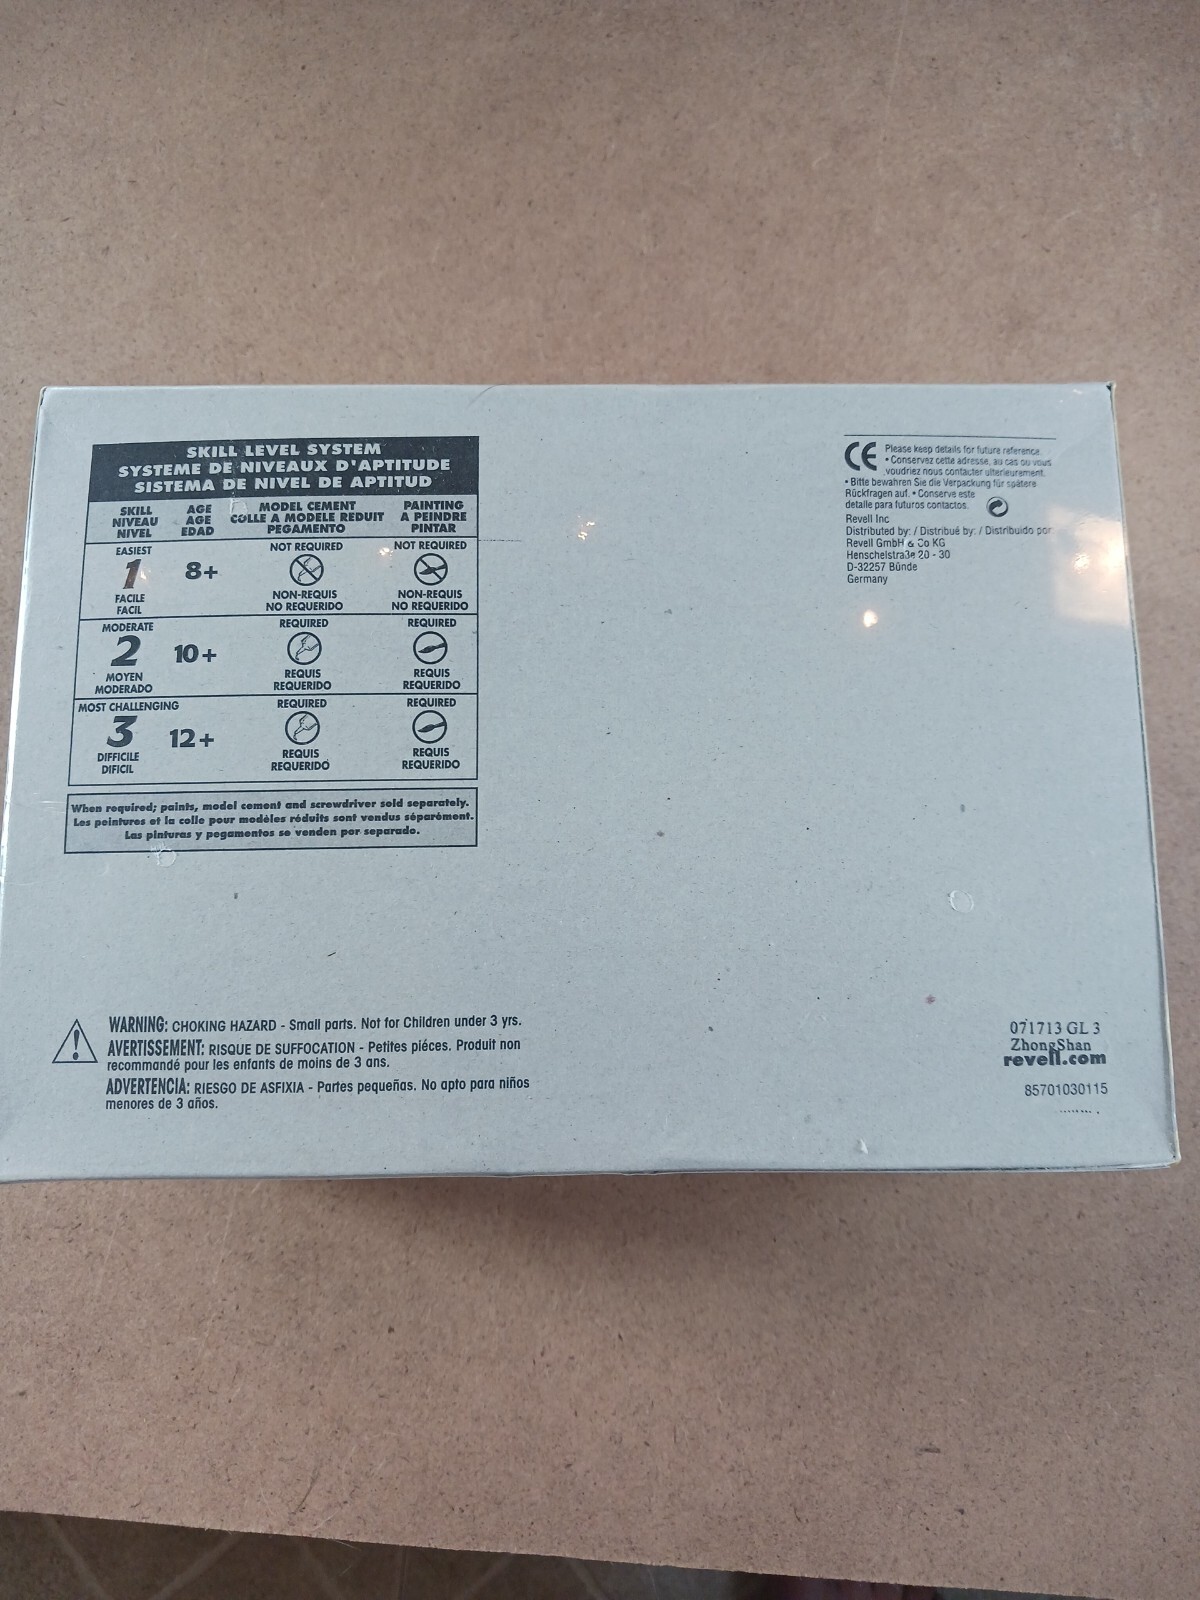 SKILL LEVEL SYSTEM
SYSTEME DE NIVEAUX D'APTITUDE
SISTEMA DE NIVEL DE APTITUD
SKILL NIVEAU NIVEL
AGE AGE EDAD
MODEL CEMENT COLLE A MODELE REDUIT PEGAMENTO
PAINTING A PEINDRE PINTAR
EASIEST
1
FACILE
FACIL
8+
NOT REQUIRED
NON-REQUIS
NO REQUERIDO
NOT REQUIRED
NON-REQUIS
NO REQUERIDO
MODERATE
2
MOYEN
MODERADO
10+
REQUIRED
REQUIS
REQUERIDO
REQUIRED
REQUIS
REQUERIDO
MOST CHALLENGING
3
DIFFICILE
DIFICIL
12+
REQUIRED
REQUIS
REQUERIDO
REQUIRED
REQUIS
REQUERIDO
When required; paints, model cement and screwdriver sold separately.
Les peintures et la colle pour modèles réduits sont vendus séparément.
Las pinturas y pegamentos se venden por separado.
CE
Please keep details for future reference.
• Conservez cette adresse, au cas où vous
voudriez nous contacter ulterieurement.
• Bitte bewahren Sie die Verpackung für spätere
Rückfragen auf. • Conserve este
detalle para futuros contactos.
Revell Inc
Distributed by: / Distribué by: / Distribuido por
Revell GmbH & Co KG
Henschelstraße 20 - 30
D-32257 Bünde
Germany
WARNING: CHOKING HAZARD - Small parts. Not for Children under 3 yrs.
AVERTISSEMENT: RISQUE DE SUFFOCATION - Petites piéces. Produit non
recommandé pour les enfants de moins de 3 ans.
ADVERTENCIA: RIESGO DE ASFIXIA - Partes pequeñas. No apto para niños
menores de 3 años.
071713 GL 3
ZhongShan
revell.com
85701030115